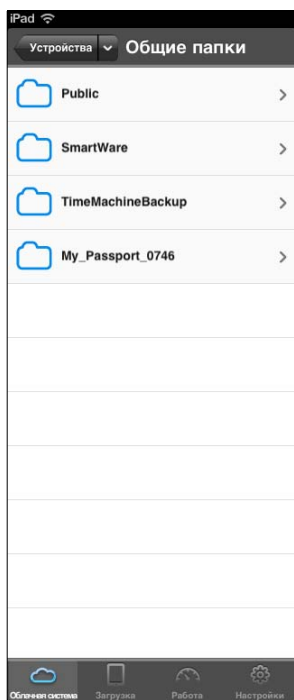 iPad
Устройства
Общие папки
Public
SmartWare
TimeMachineBackup
My_Passport_0746
Облачная система Загрузка Работа Настройки